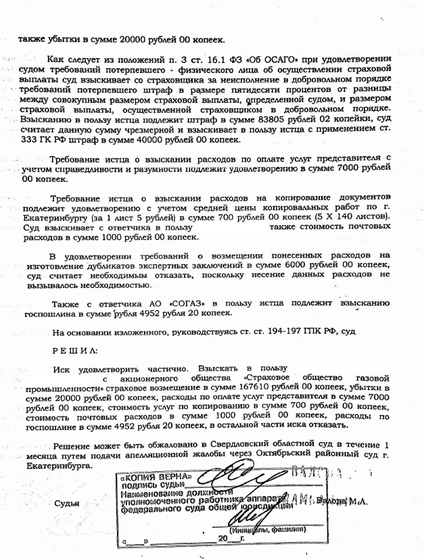 также убытки в сумме 20000 рублей 00 копеек.
Как следует из положений п. 3 ст. 16.1 ФЗ «Об ОСАГО» при удовлетворении
судом требований потерпевшего - физического лица об осуществлении страховой
выплаты суд взыскивает со страховщика за неисполнение в добровольном порядке
требований потерпевшего штраф в размере пятидесяти процентов от разницы
между совокупным размером страховой выплаты, определенной судом, и размером
страховой выплаты, осуществленной страховщиком в добровольном порядке.
Взысканию в пользу истца подлежит штраф в сумме 83805 рублей 02 копейки, суд
считает данную сумму чрезмерной и взыскивает в пользу истца с применением ст.
333 ГК РФ штраф в сумме 40000 рублей 00 копеек.
Требование истца о взыскании расходов по оплате услуг представителя с
учетом справедливости и разумности подлежит удовлетворению в сумме 7000 рублей
00 копеек.
Требование истца о взыскании расходов на копирование документов
подлежит удовлетворению с учетом средней цены копировальных работ по г.
Екатеринбургу (за 1 лист 5 рублей) в сумме 700 рублей 00 копеек (5 Х 140 листов).
Суд взыскивает с ответчика в пользу также стоимость почтовых
расходов в сумме 1000 рублей 00 копеек.
В удовлетворении требований о возмещении понесенных расходов на
изготовление дубликатов экспертных заключений в сумме 6000 рублей 00 копеек,
суд считает необходимым отказать, поскольку несение данных расходов не
вызывалось необходимостью.
Также с ответчика АО «СОГАЗ» в пользу истца подлежит взысканию
госпошлина в сумме рубля 4952 рубля 20 копеек.
На основании изложенного, руководствуясь ст. ст. 194-197 ГПК РФ, суд
Р Е Ш И Л :
Иск удовлетворить частично. Взыскать в пользу
с акционерного общества «Страховое общество газовой
промышленности» страховое возмещение в сумме 167610 рублей 00 копеек, убытки в
сумме 20000 рублей 00 копеек, расходы по оплате услуг представителя в сумме 7000
рублей 00 копеек, стоимость услуг по копированию в сумме 700 рублей 00 копеек,
стоимость почтовых расходов в сумме 1000 рублей 00 копеек, расходы по
госпошлине в сумме 4952 рубля 20 копеек, в остальной части иска отказать.
Решение может быть обжаловано в Свердловский областной суд в течение 1
месяца путем подачи апелляционной жалобы через Октябрьский районный суд г.
Екатеринбурга.
«КОПИЯ ВЕРНА»
подпись судьи
Наименование должности
уполномоченного работника аппарата
федерального суда общей юрисдикции
Судья М.А.
(Инициалы, фамилия)
«__»______20__г.